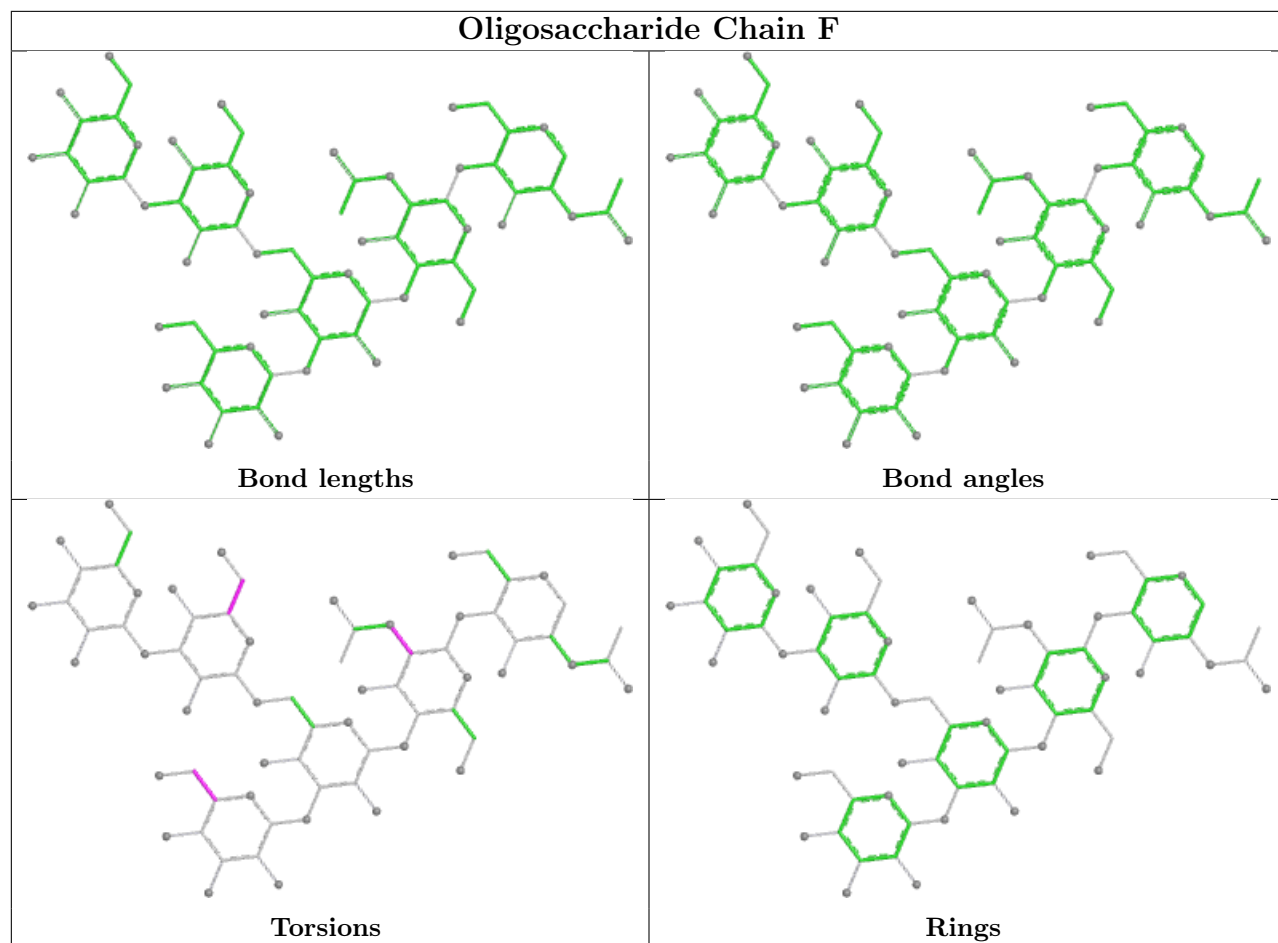 Oligosaccharide Chain F
Bond lengths
Bond angles
Torsions
Rings